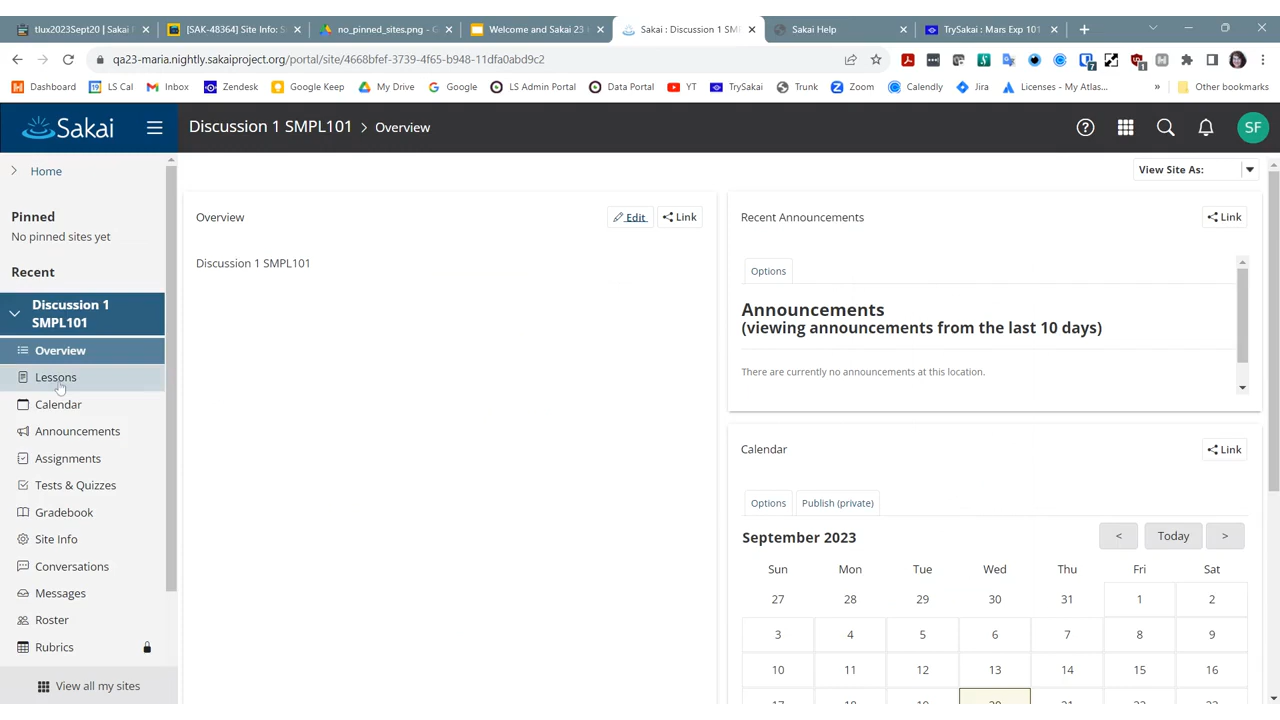 tlux2023Sept20 | Sakai
[SAK-48364] Site Info: S
no_pinned_sites.png - G
Welcome and Sakai 23
Sakai : Discussion 1 SM
Sakai Help
TrySakai : Mars Exp 101
qa23-maria.nightly.sakaiproject.org/portal/site/4668bfef-3739-4f65-b948-11dfa0abd9c2
Dashboard
LS Cal
Inbox
Zendesk
Google Keep
My Drive
Google
LS Admin Portal
Data Portal
YT
TrySakai
Trunk
Zoom
Calendly
Jira
Licenses - My Atlas...
» Other bookmarks
Sakai
Discussion 1 SMPL101 > Overview
SF
Home
View Site As:
Pinned
No pinned sites yet
Recent
Discussion 1
SMPL101
Overview
Lessons
Calendar
Announcements
Assignments
Tests & Quizzes
Gradebook
Site Info
Conversations
Messages
Roster
Rubrics
View all my sites
Overview
Edit
Link
Discussion 1 SMPL101
Recent Announcements
Link
Options
Announcements
(viewing announcements from the last 10 days)
There are currently no announcements at this location.
Calendar
Link
Options
Publish (private)
September 2023
< Today >
Sun Mon Tue Wed Thu Fri Sat
27 28 29 30 31 1 2
3 4 5 6 7 8 9
10 11 12 13 14 15 16